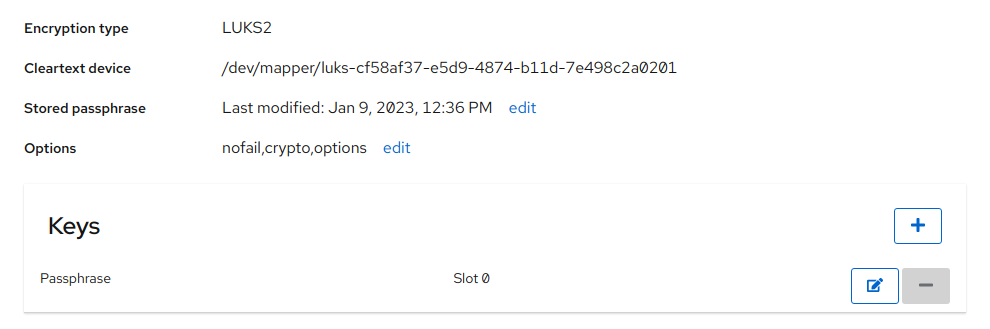 Encryption type LUKS2
Cleartext device /dev/mapper/luks-cf58af37-e5d9-4874-b11d-7e498c2a0201
Stored passphrase Last modified: Jan 9, 2023, 12:36 PM edit
Options nofail,crypto,options edit
Keys
Passphrase Slot 0